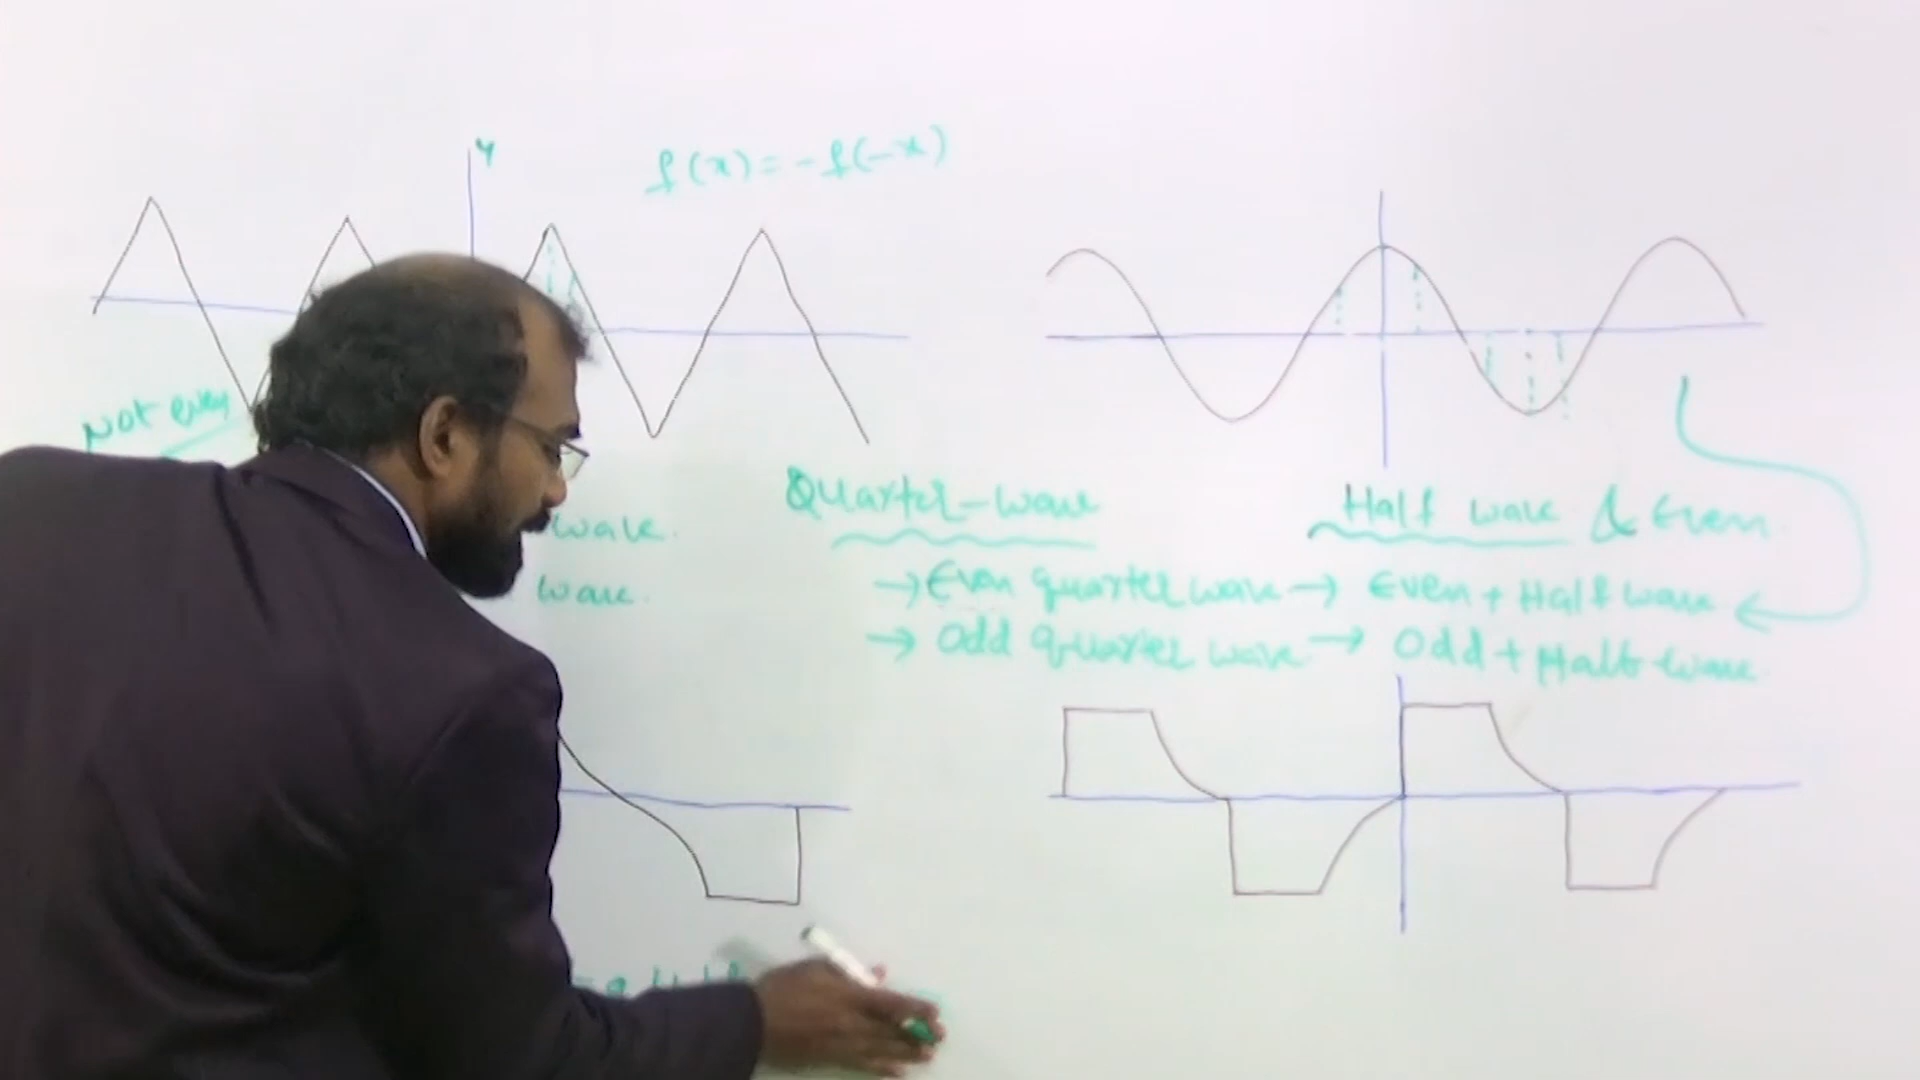 y
f(x) = -f(-x)
Not even
wave.
wave.
Quarter-wave
Half wave & Even
→ Even quarter wave → Even + Half wave
→ Odd quarter wave → Odd + Half wave